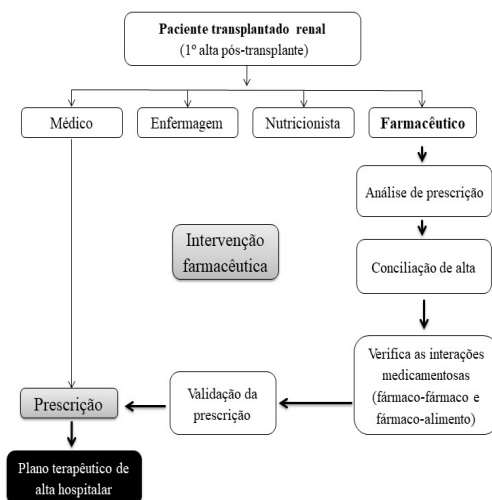 Paciente transplantado renal
(1º alta pós-transplante)
Médico
Enfermagem
Nutricionista
Farmacêutico
Análise de prescrição
Intervenção
farmacêutica
Conciliação de alta
Verifica as interações
medicamentosas
(fármaco-fármaco e
fármaco-alimento)
Validação da
prescrição
Prescrição
Plano terapêutico de
alta hospitalar